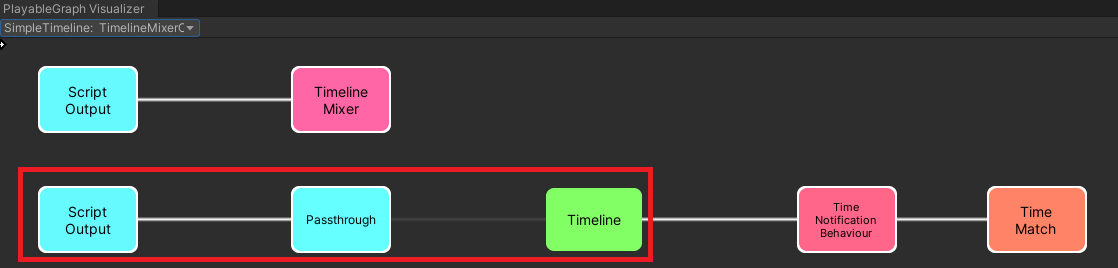 PlayableGraph Visualizer
SimpleTimeline: TimelineMixerC
Script
Output
Timeline
Mixer
Script
Output
Passthrough
Timeline
Time
Notification
Behaviour
Time
Match